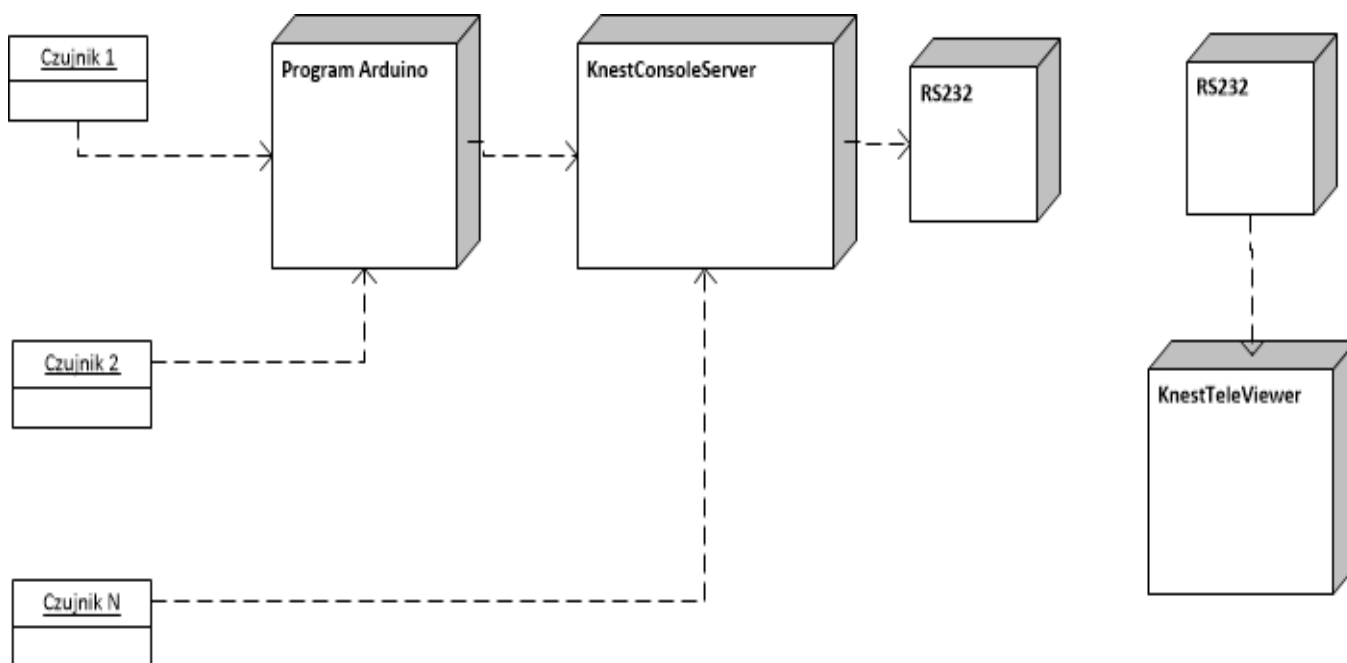 Czujnik 1
Program Arduino
KnestConsoleServer
RS232
RS232
Czujnik 2
KnestTeleViewer
Czujnik N